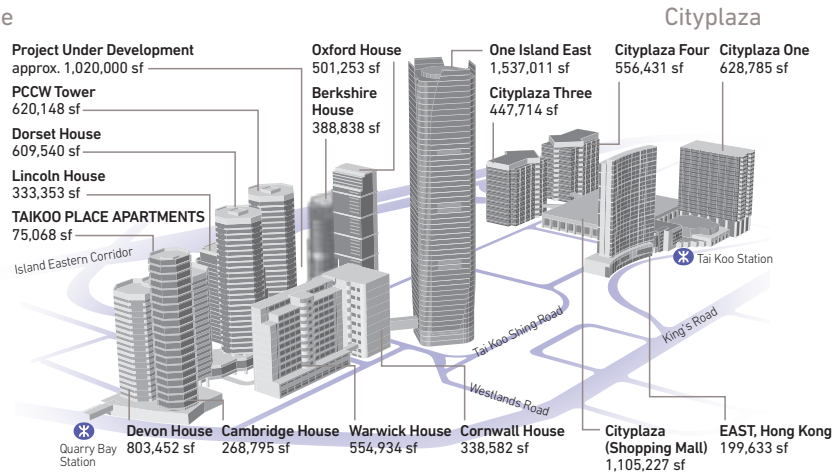 e
Cityplaza
Project Under Development
approx. 1,020,000 sf
PCCW Tower
620,148 sf
Dorset House
609,540 sf
Lincoln House
333,353 sf
TAIKOO PLACE APARTMENTS
75,068 sf
Oxford House
501,253 sf
Berkshire
House
388,838 sf
One Island East
1,537,011 sf
Cityplaza Three
447,714 sf
Cityplaza Four
556,431 sf
Cityplaza One
628,785 sf
Island Eastern Corridor
Tai Koo Station
Tai Koo Shing Road
King's Road
Westlands Road
Quarry Bay
Station
Devon House
803,452 sf
Cambridge House
268,795 sf
Warwick House
554,934 sf
Cornwall House
338,582 sf
Cityplaza
(Shopping Mall)
1,105,227 sf
EAST, Hong Kong
199,633 sf